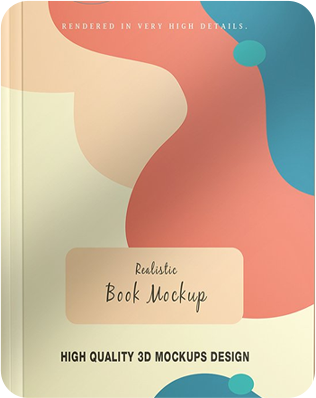 RENDERED IN VERY HIGH DETAILS.
Realistic
Book Mockup
HIGH QUALITY 3D MOCKUPS DESIGN